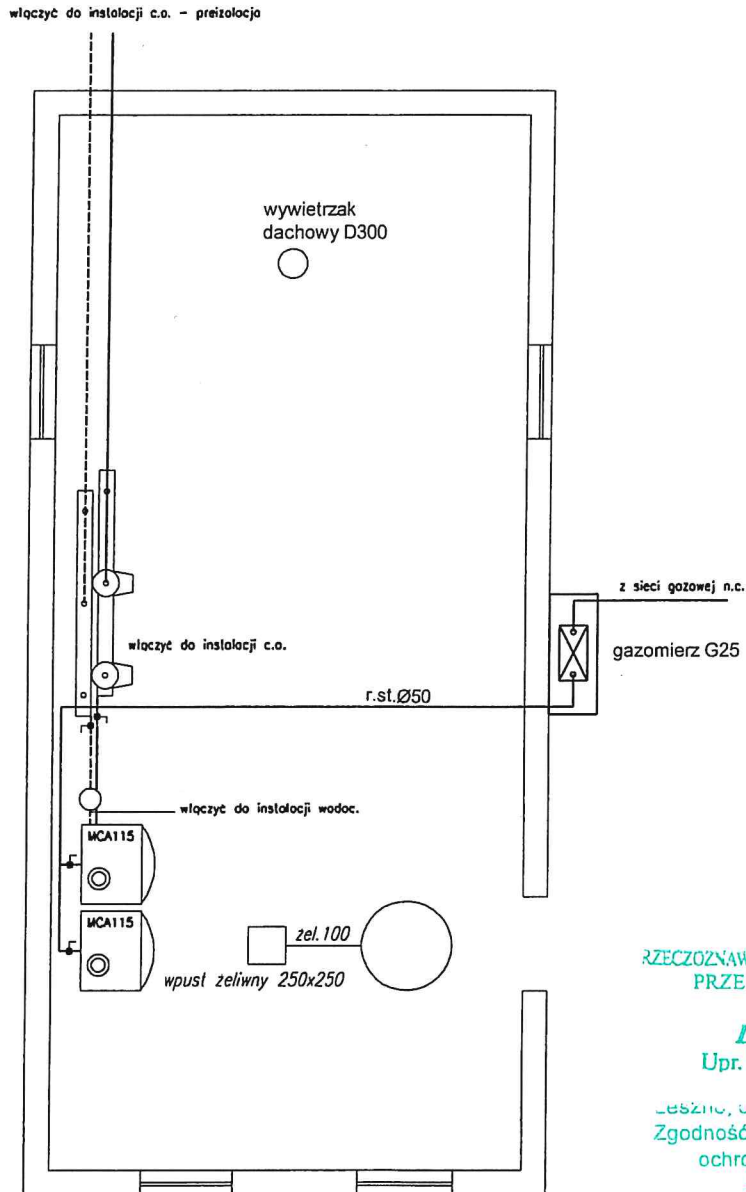 włączyć do instalacji c.o. - preizolacja
wywietrzak
dachowy D300
z sieci gazowej n.c.
włączyć do instalacji c.o.
gazomierz G25
r.st.Ø50
włączyć do instalacji wodoc.
MCA115
MCA115
żel.100
wpust żeliwny 250x250
RZECZOZNAW
PRZE
Upr.
Zgodność
ochro